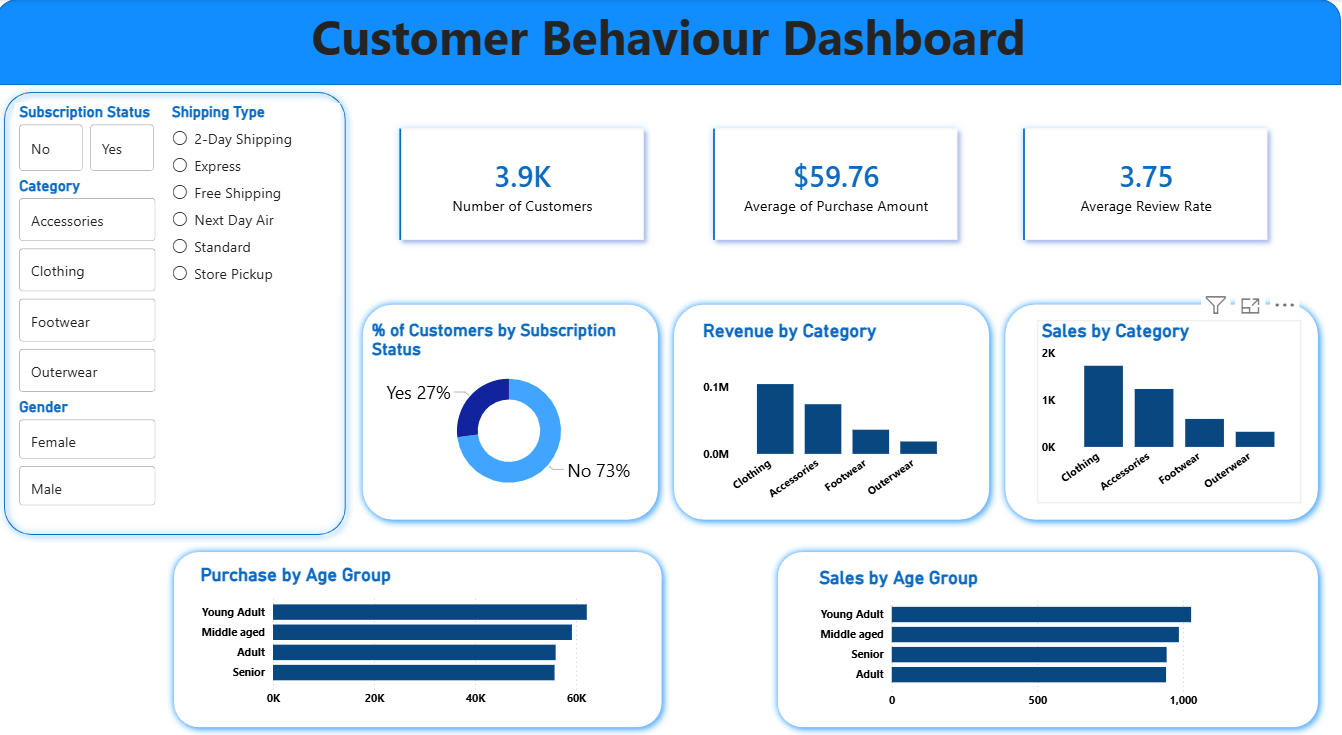 Customer Behaviour Dashboard
Subscription Status
No
Yes
Category
Accessories
Clothing
Footwear
Outerwear
Gender
Female
Male
Shipping Type
2-Day Shipping
Express
Free Shipping
Next Day Air
Standard
Store Pickup
3.9K
Number of Customers
$59.76
Average of Purchase Amount
3.75
Average Review Rate
% of Customers by Subscription
Status
Yes 27%
No 73%
Revenue by Category
0.1M
0.0M
Clothing
Accessories
Footwear
Outerwear
Sales by Category
2K
1K
0K
Clothing
Accessories
Footwear
Outerwear
Purchase by Age Group
Young Adult
Middle aged
Adult
Senior
0K
20K
40K
60K
Sales by Age Group
Young Adult
Middle aged
Senior
Adult
0
500
1,000